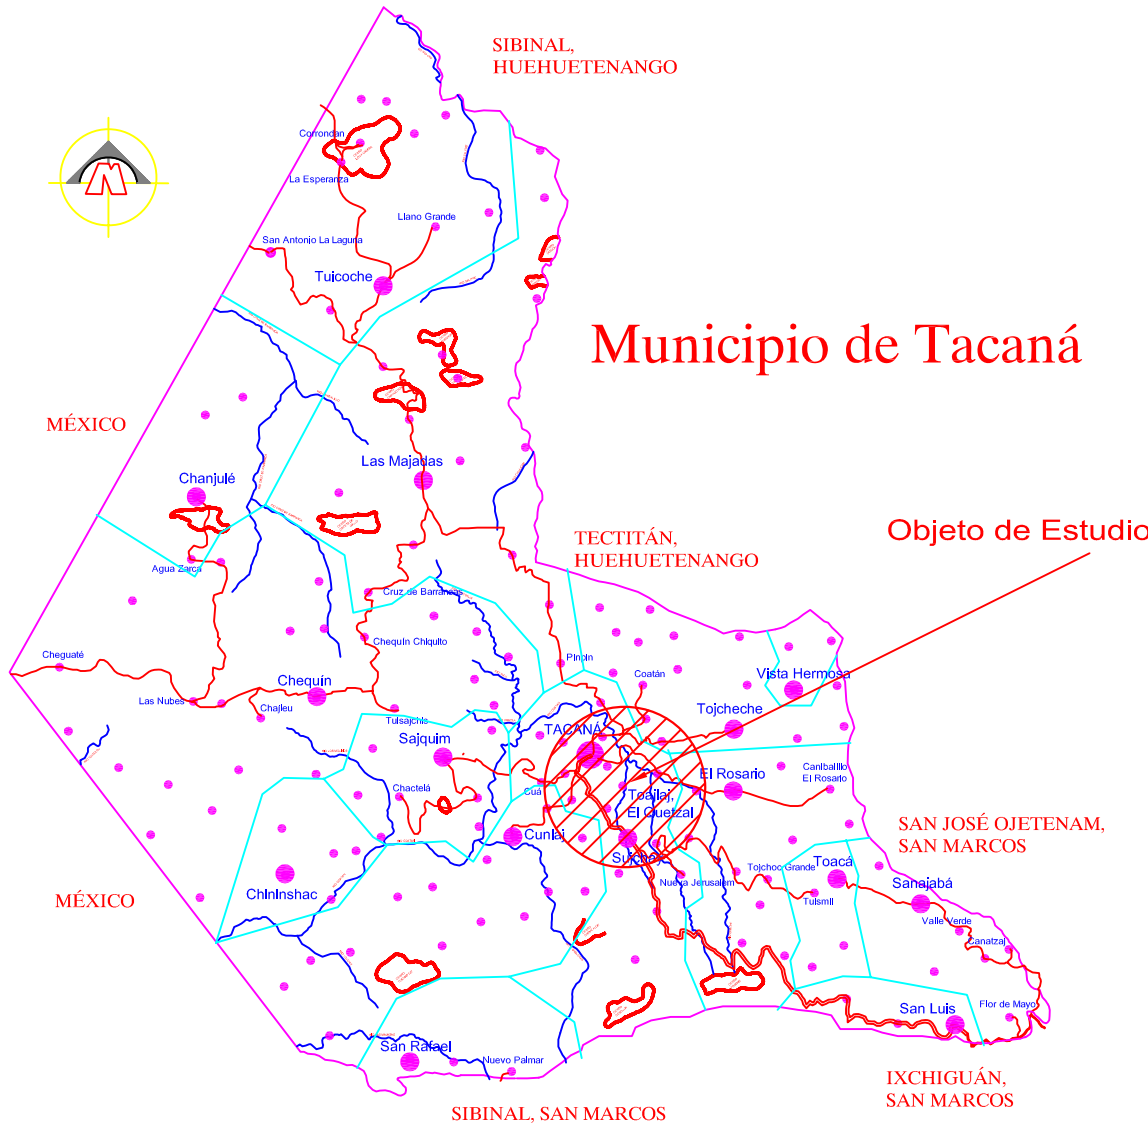 SIBINAL,
HUEHUETENANGO
Corrondan
La Esperanza
Llano Grande
San Antonio La Laguna
Tuicoche
Municipio de Tacaná
MÉXICO
Las Majadas
Chanjulé
Objeto de Estudio
TECTITÁN,
HUEHUETENANGO
Agua Zarca
Cruz de Barrancas
Chequín Chiquito
Cheguaté
Pinpin
Coatán
Vista Hermosa
Chequín
Las Nubes
Chajleu
Tuisajchis
Tojcheche
Sajquim
TACANÁ
El Rosario
Canibalillo
El Rosario
Chactelá
Cuá
Toajlaj,
El Quetzal
Cunlaj
SAN JOSÉ OJETENAM,
SAN MARCOS
Sujchay
Toacá
Tojchoc Grande
Chininshac
Nueva Jerusalem
Sanajabá
Tuismil
MÉXICO
Valle Verde
Canatzaj
San Luis
Flor de Mayo
San Rafael
Nuevo Palmar
IXCHIGUÁN,
SAN MARCOS
SIBINAL, SAN MARCOS